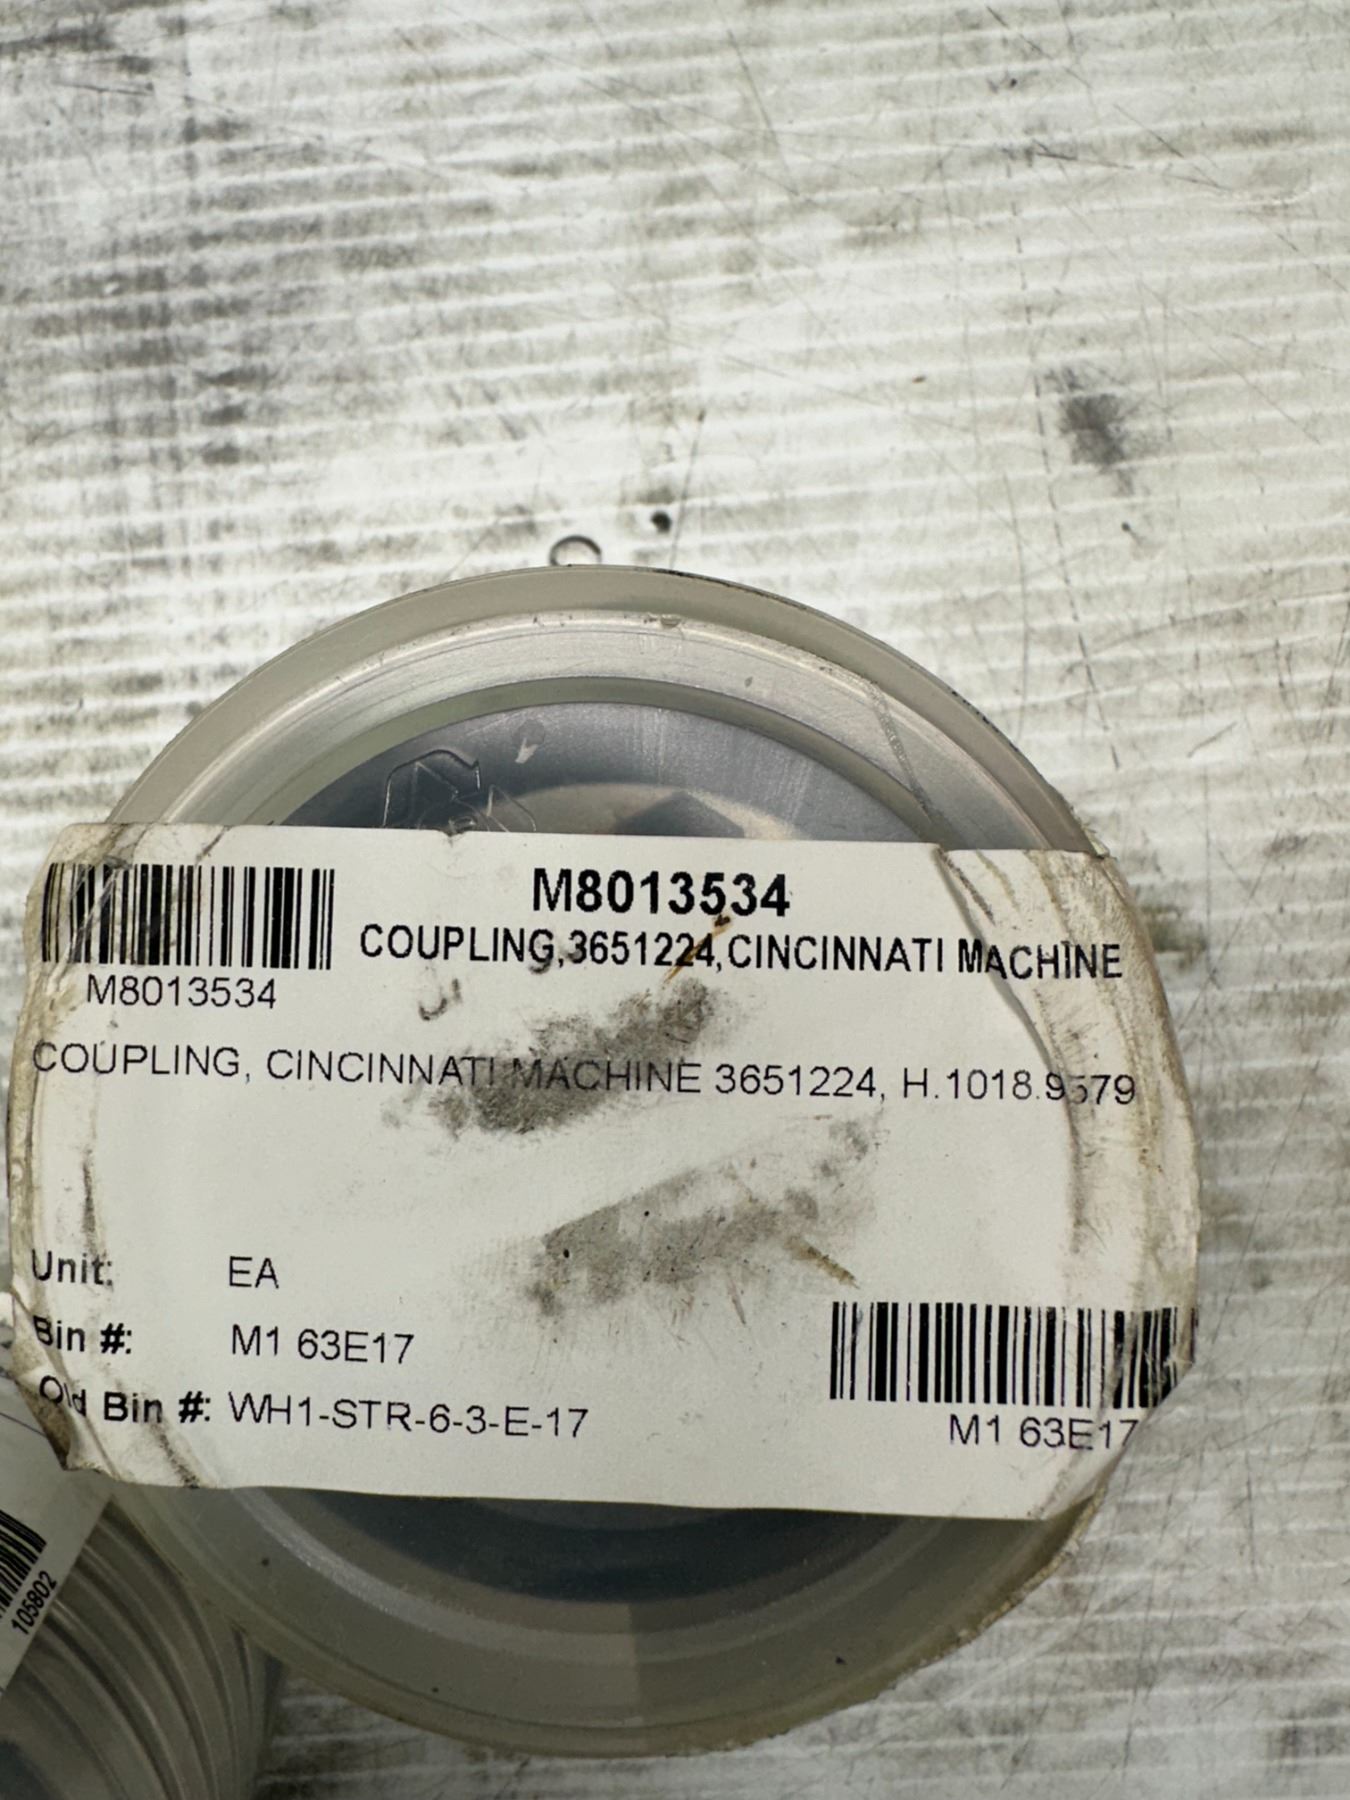 M8013534
COUPLING,3651224,CINCINNATI MACHINE
M8013534
COUPLING, CINCINNATI MACHINE 3651224, H.1018.9579
Unit: EA
Bin #: M1 63E17
Old Bin #: WH1-STR-6-3-E-17
M1 63E17
105802